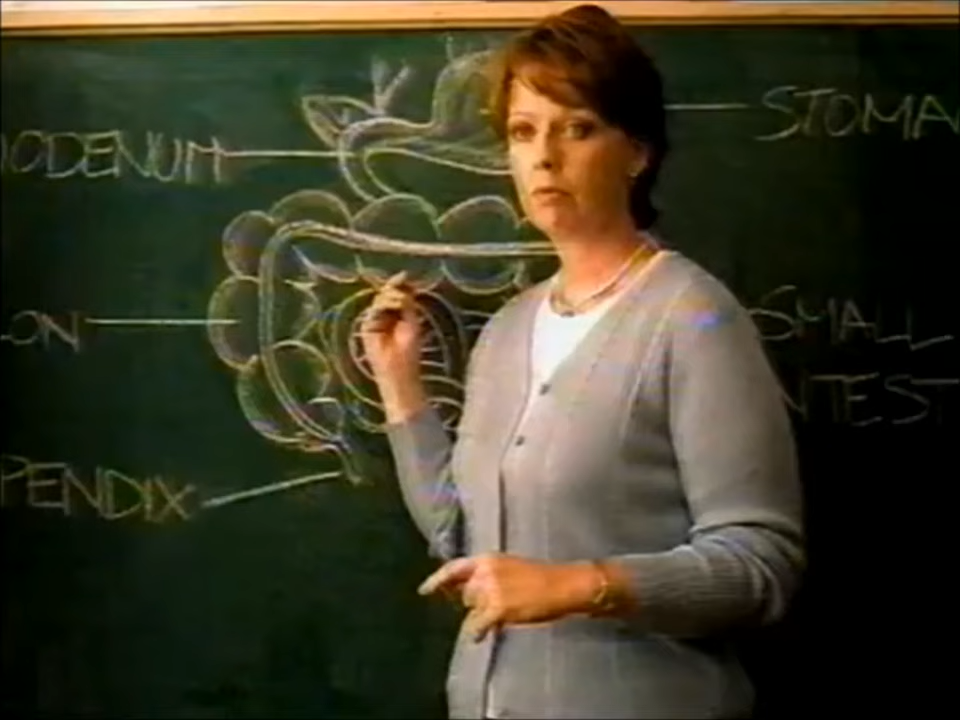 ODENUM
STOMA
ON
SMALL
NTEST
PENDIX